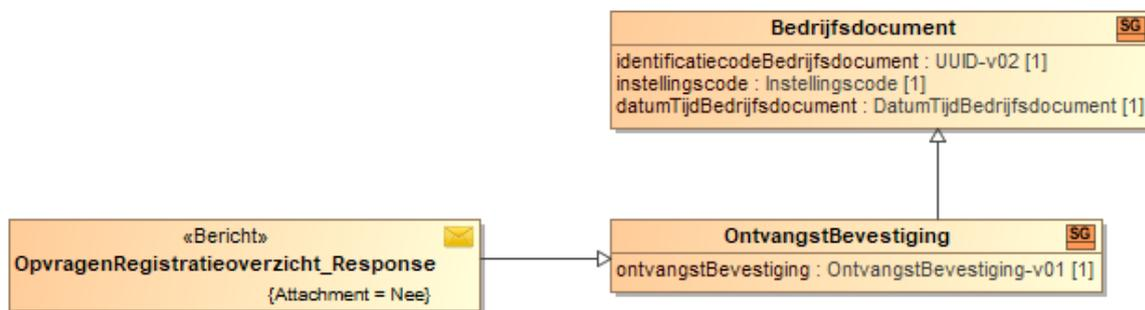 Bedrijfsdocument
SG
identificatiecodeBedrijfsdocument : UUID-v02 [1]
instellingscode : Instellingscode [1]
datumTijdBedrijfsdocument : DatumTijdBedrijfsdocument [1]
«Bericht»
OpvragenRegistratieoverzicht_Response
{Attachment = Nee}
OntvangstBevestiging
SG
ontvangstBevestiging : OntvangstBevestiging-v01 [1]